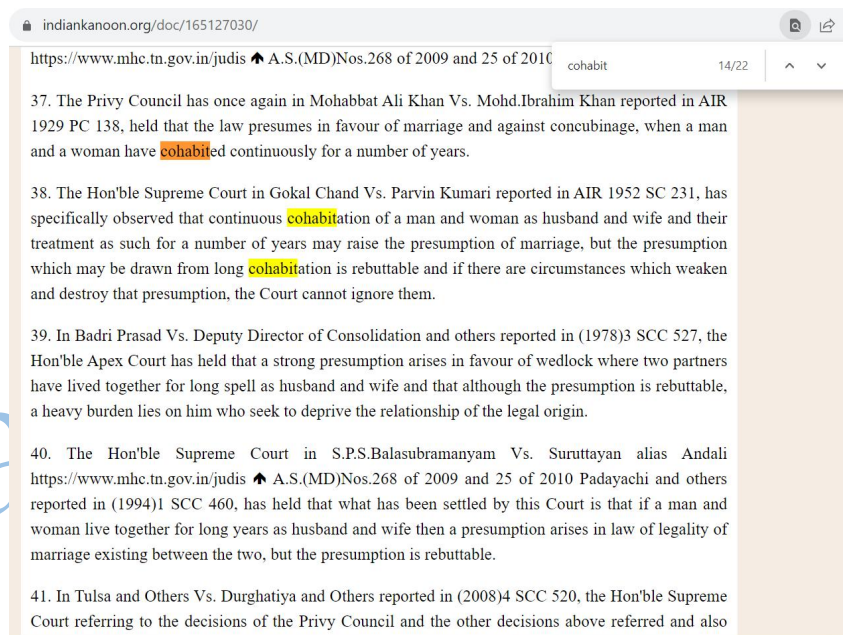 indiankanoon.org/doc/165127030/
cohabit 14/22
https://www.mhc.tn.gov.in/judis A.S.(MD)Nos.268 of 2009 and 25 of 2010
37. The Privy Council has once again in Mohabbat Ali Khan Vs. Mohd.Ibrahim Khan reported in AIR
1929 PC 138, held that the law presumes in favour of marriage and against concubinage, when a man
and a woman have cohabited continuously for a number of years.
38. The Hon'ble Supreme Court in Gokal Chand Vs. Parvin Kumari reported in AIR 1952 SC 231, has
specifically observed that continuous cohabitation of a man and woman as husband and wife and their
treatment as such for a number of years may raise the presumption of marriage, but the presumption
which may be drawn from long cohabitation is rebuttable and if there are circumstances which weaken
and destroy that presumption, the Court cannot ignore them.
39. In Badri Prasad Vs. Deputy Director of Consolidation and others reported in (1978)3 SCC 527, the
Hon'ble Apex Court has held that a strong presumption arises in favour of wedlock where two partners
have lived together for long spell as husband and wife and that although the presumption is rebuttable,
a heavy burden lies on him who seek to deprive the relationship of the legal origin.
40. The Hon'ble Supreme Court in S.P.S.Balasubramanyam Vs. Suruttayan alias Andali
https://www.mhc.tn.gov.in/judis A.S.(MD)Nos.268 of 2009 and 25 of 2010 Padayachi and others
reported in (1994)1 SCC 460, has held that what has been settled by this Court is that if a man and
woman live together for long years as husband and wife then a presumption arises in law of legality of
marriage existing between the two, but the presumption is rebuttable.
41. In Tulsa and Others Vs. Durghatiya and Others reported in (2008)4 SCC 520, the Hon'ble Supreme
Court referring to the decisions of the Privy Council and the other decisions above referred and also